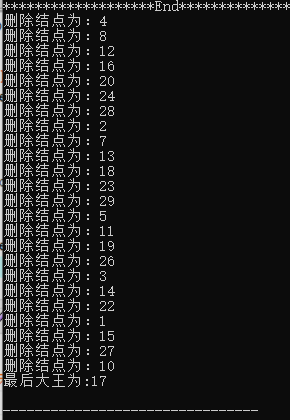 *******************End**************
删除结点为: 4
删除结点为: 8
删除结点为: 12
删除结点为: 16
删除结点为: 20
删除结点为: 24
删除结点为: 28
删除结点为: 2
删除结点为: 7
删除结点为: 13
删除结点为: 18
删除结点为: 23
删除结点为: 29
删除结点为: 5
删除结点为: 11
删除结点为: 19
删除结点为: 26
删除结点为: 3
删除结点为: 14
删除结点为: 22
删除结点为: 1
删除结点为: 15
删除结点为: 27
删除结点为: 10
最后大王为:17
--------------------------------